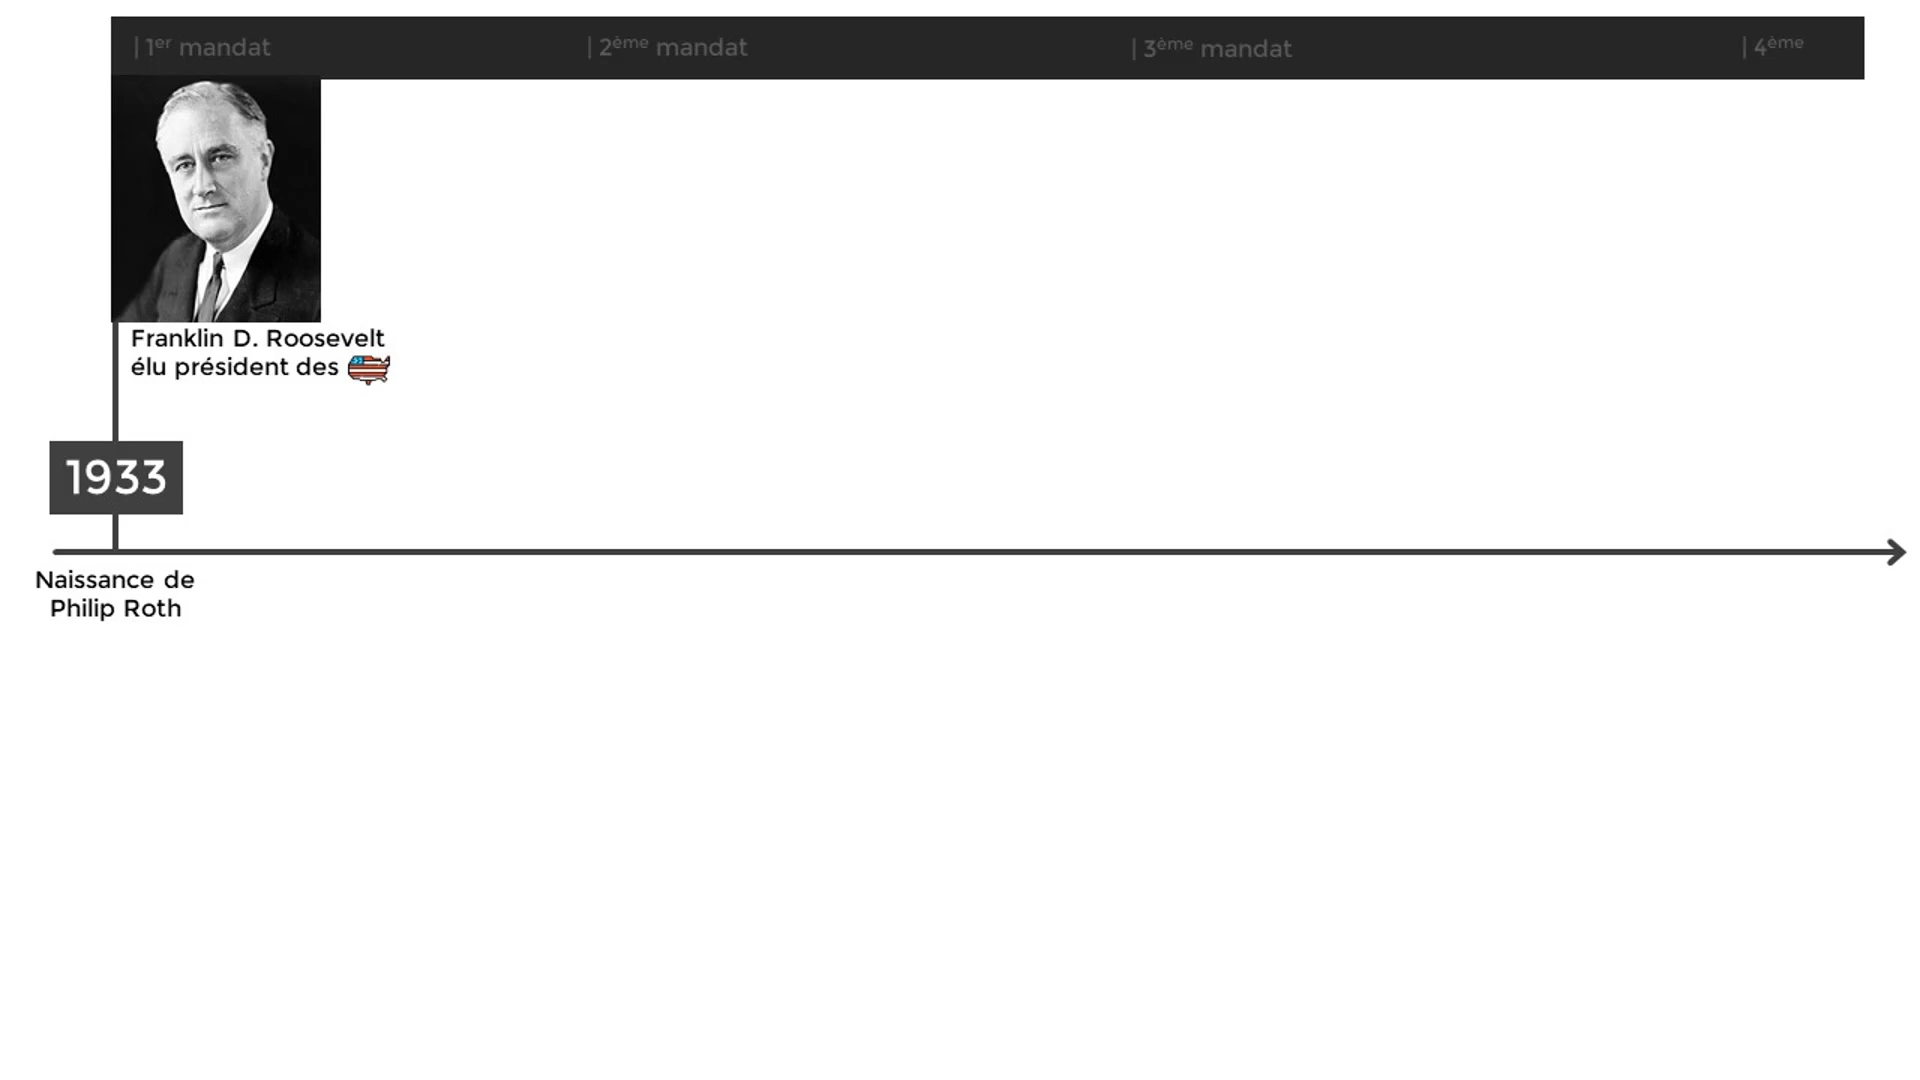 | 1er mandat | 2ème mandat | 3ème mandat | 4ème
Franklin D. Roosevelt
élu président des
1933
Naissance de
Philip Roth